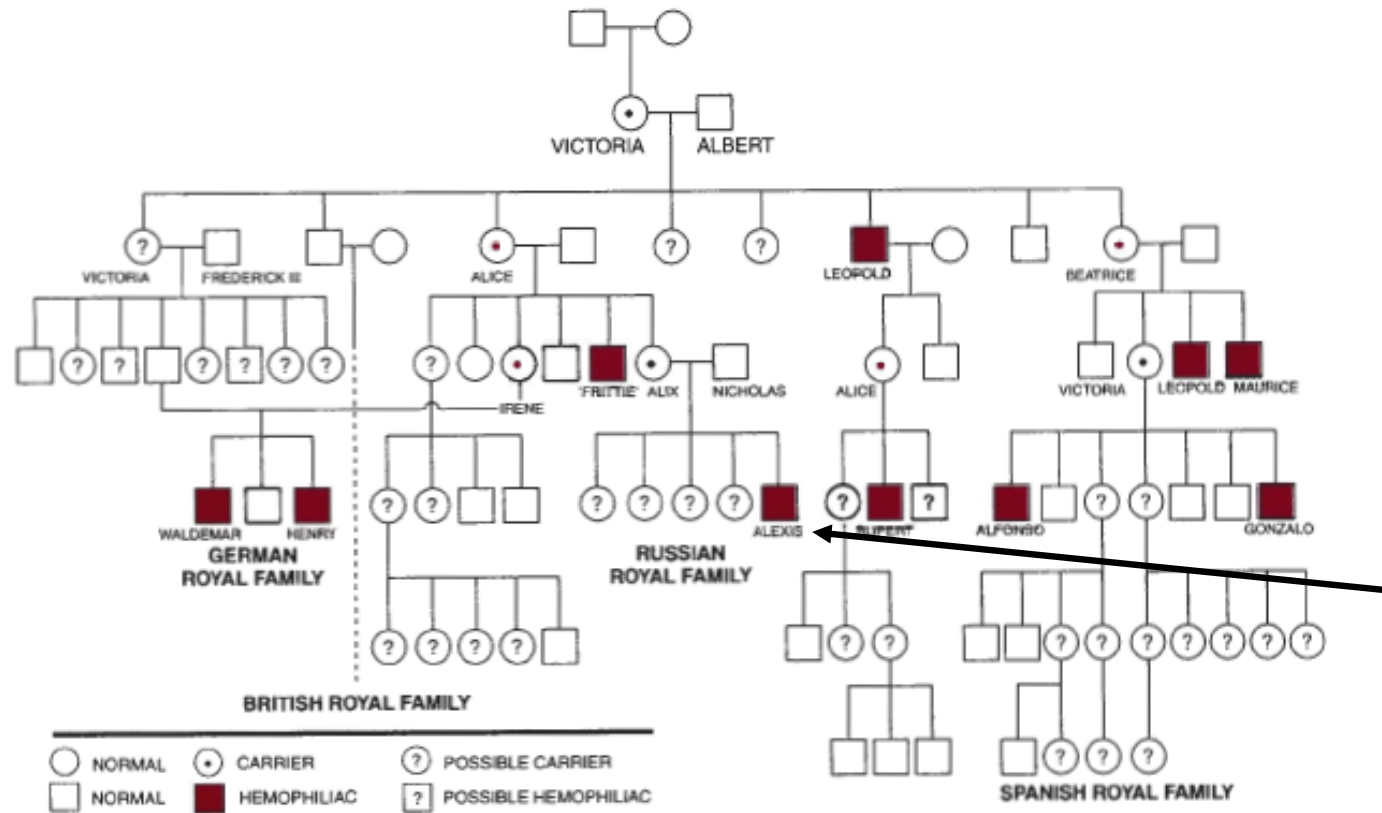 VICTORIA ALBERT
? ? ? ?
VICTORIA FREDERICK III ALICE LEOPOLD BEATRICE
? ? ? ? ? ? ?
'FRITTIE' ALIX NICHOLAS ALICE VICTORIA LEOPOLD MAURICE
IRENE
? ? ? ? ? ? ? ? ? ?
WALDEMAR HENRY ALEXIS RUPERT ALFONSO GONZALO
GERMAN
ROYAL FAMILY
RUSSIAN
ROYAL FAMILY
? ? ? ? ? ? ? ? ? ? ? ? ?
BRITISH ROYAL FAMILY
? ? ?
NORMAL CARRIER ? POSSIBLE CARRIER
NORMAL HEMOPHILIAC ? POSSIBLE HEMOPHILIAC
SPANISH ROYAL FAMILY